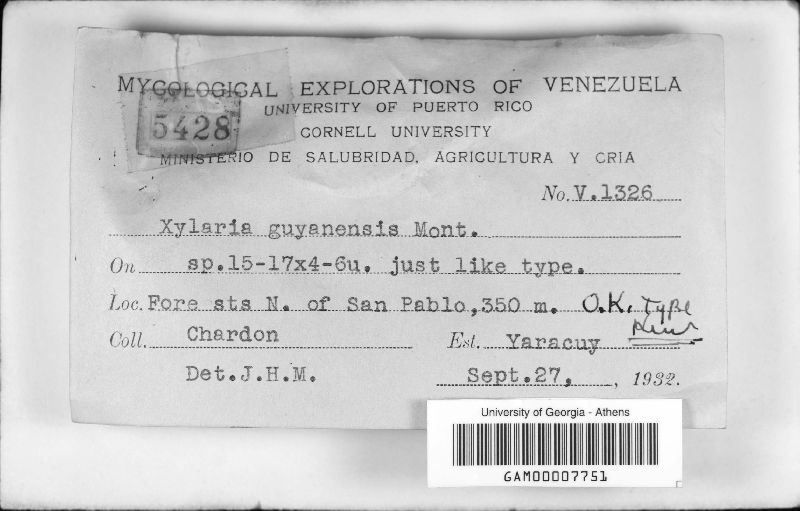 MYCOLOGICAL EXPLORATIONS OF VENEZUELA
UNIVERSITY OF PUERTO RICO
5428
CORNELL UNIVERSITY
MINISTERIO DE SALUBRIDAD, AGRICULTURA Y CRIA
No. V.1326
Xylaria guyanensis Mont.
On sp.15-17x4-6u. just like type.
Loc. Fore sts N. of San Pablo,350 m. O.K. type
Coll. Chardon Est. Yaracuy
Det.J.H.M. Sept.27, , 1932.
University of Georgia - Athens
GAM00007751